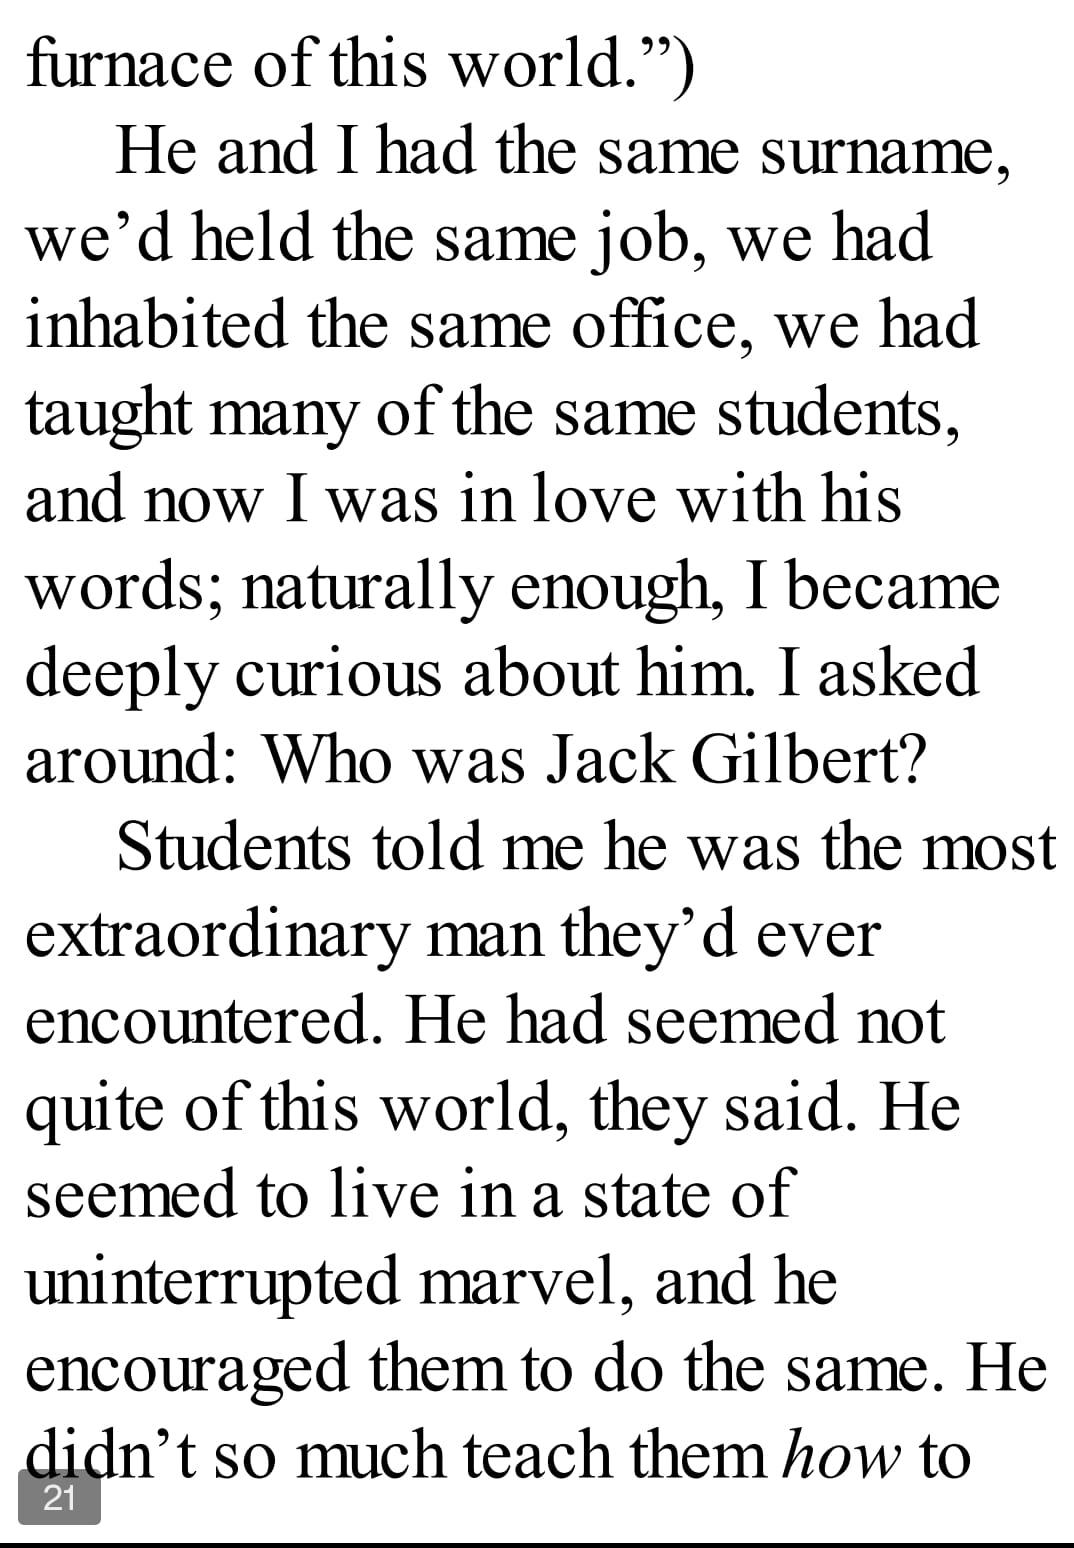 furnace of this world.”)
He and I had the same surname,
we’d held the same job, we had
inhabited the same office, we had
taught many of the same students,
and now I was in love with his
words; naturally enough, I became
deeply curious about him. I asked
around: Who was Jack Gilbert?
Students told me he was the most
extraordinary man they’d ever
encountered. He had seemed not
quite of this world, they said. He
seemed to live in a state of
uninterrupted marvel, and he
encouraged them to do the same. He
didn’t so much teach them how to
21